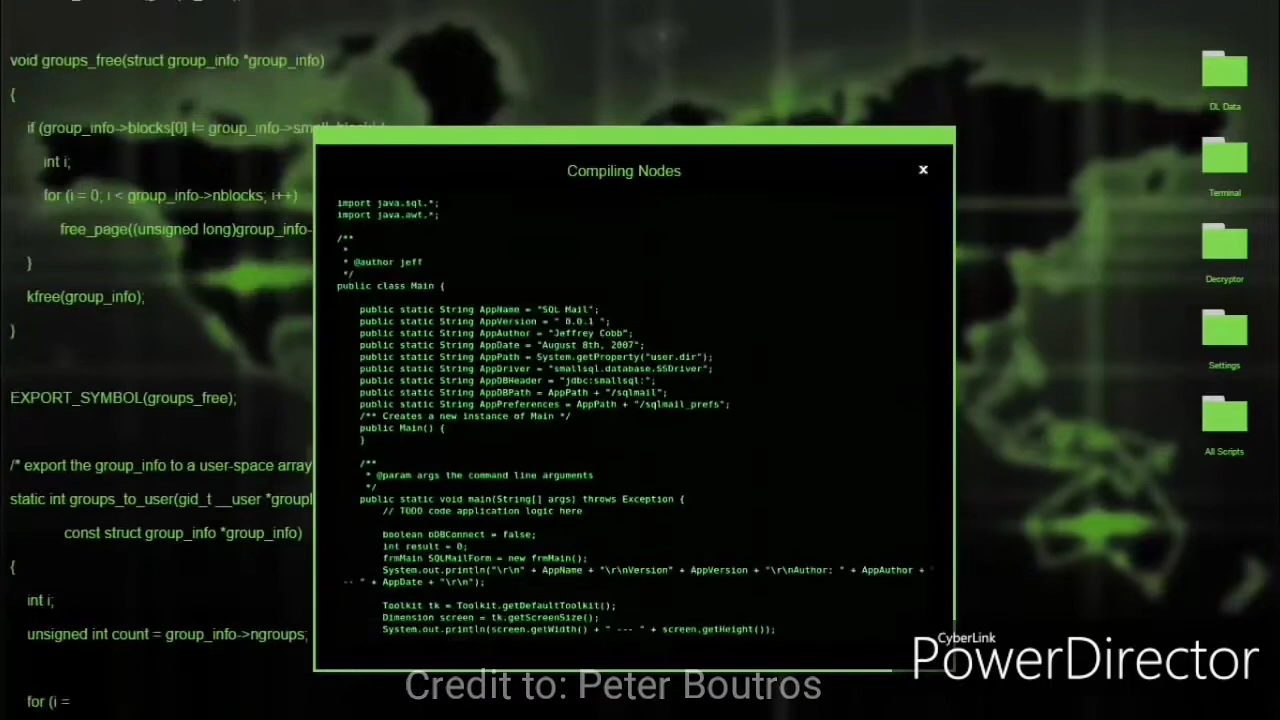 void groups_free(struct group_info *group_info)
{
if (group_info->blocks[0] != group_info->small_block) {
int i;
for (i = 0; i < group_info->nblocks; i++)
free_page((unsigned long)group_info-
}
kfree(group_info);
}
EXPORT_SYMBOL(groups_free);
/* export the group_info to a user-space array
static int groups_to_user(gid_t __user *groupl
const struct group_info *group_info)
{
int i;
unsigned int count = group_info->ngroups;
for (i =
Compiling Nodes
x
import java.sql.*;
import java.awt.*;
/**
*
* @author jeff
*/
public class Main {
public static String AppName = "SQL Mail";
public static String AppVersion = " 0.0.1 ";
public static String AppAuthor = "Jeffrey Cobb";
public static String AppDate = "August 8th, 2007";
public static String AppPath = System.getProperty("user.dir");
public static String AppDriver = "smallsql.database.SSDriver";
public static String AppDBHeader = "jdbc:smallsql:";
public static String AppDBPath = AppPath + "/sqlmail";
public static String AppPreferences = AppPath + "/sqlmail_prefs";
/** Creates a new instance of Main */
public Main() {
}
/**
* @param args the command line arguments
*/
public static void main(String[] args) throws Exception {
// TODO code application logic here
boolean bDBConnect = false;
int result = 0;
frmMain SQLMailForm = new frmMain();
System.out.println("\r\n" + AppName + "\r\nVersion" + AppVersion + "\r\nAuthor: " + AppAuthor + "
-- " + AppDate + "\r\n");
Toolkit tk = Toolkit.getDefaultToolkit();
Dimension screen = tk.getScreenSize();
System.out.println(screen.getWidth() + " --- " + screen.getHeight());
DL Data
Terminal
Decryptor
Settings
All Scripts
CyberLink
PowerDirector
Credit to: Peter Boutros